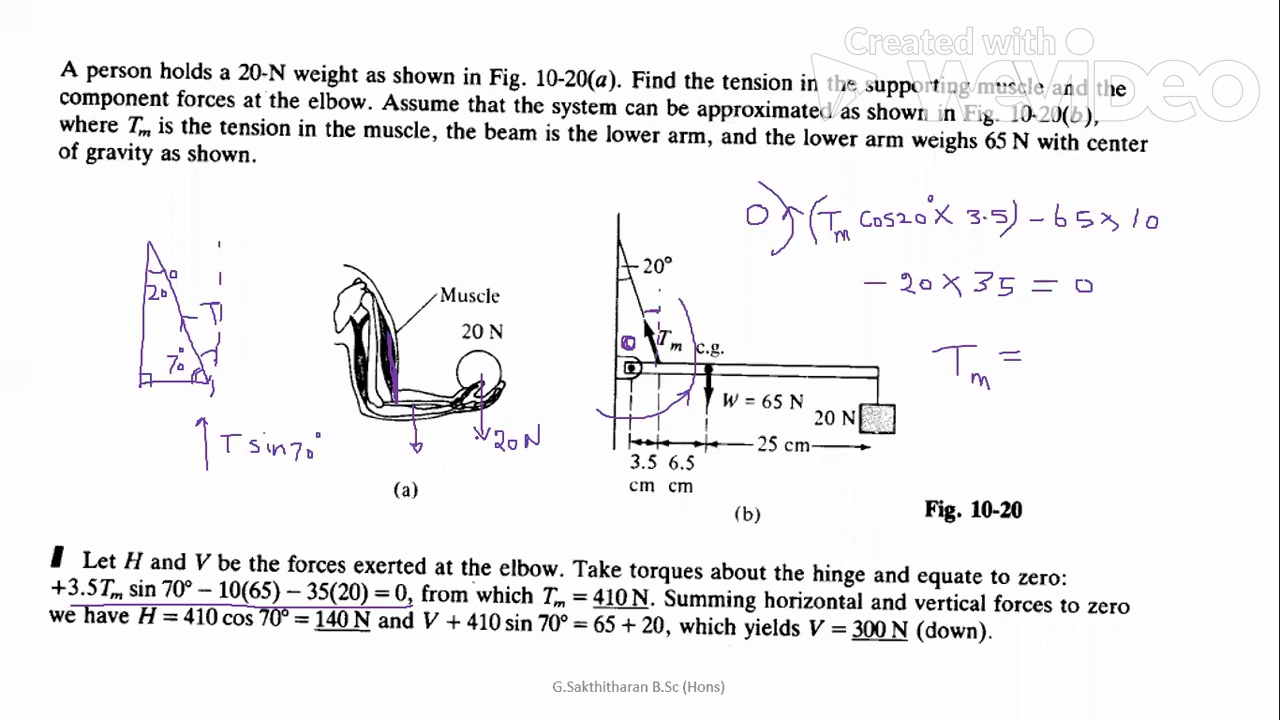 Created with
WeVideo
A person holds a 20-N weight as shown in Fig. 10-20(a). Find the tension in the supporting muscle and the
component forces at the elbow. Assume that the system can be approximated as shown in Fig. 10-20(b),
where Tm is the tension in the muscle, the beam is the lower arm, and the lower arm weighs 65 N with center
of gravity as shown.
O (Tm Cos20° × 3.5) - 65 × 10
- 20 × 35 = 0
Tm =
20°
T
70°
T sin70°
Muscle
20 N
20N
(a)
20°
O
Tm
c.g.
W = 65 N
20 N
25 cm
3.5 6.5
cm cm
(b)
Fig. 10-20
Let H and V be the forces exerted at the elbow. Take torques about the hinge and equate to zero:
+3.5Tm sin 70° − 10(65) − 35(20) = 0, from which Tm = 410 N. Summing horizontal and vertical forces to zero
we have H = 410 cos 70° = 140 N and V + 410 sin 70° = 65 + 20, which yields V = 300 N (down).
G.Sakthitharan B.Sc (Hons)